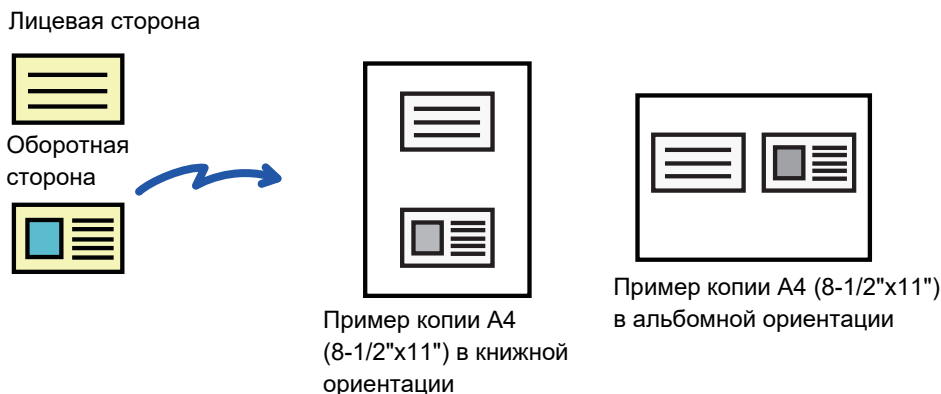 Лицевая сторона
Оборотная
сторона
Пример копии A4
(8-1/2"x11") в книжной
ориентации
Пример копии A4 (8-1/2"x11")
в альбомной ориентации